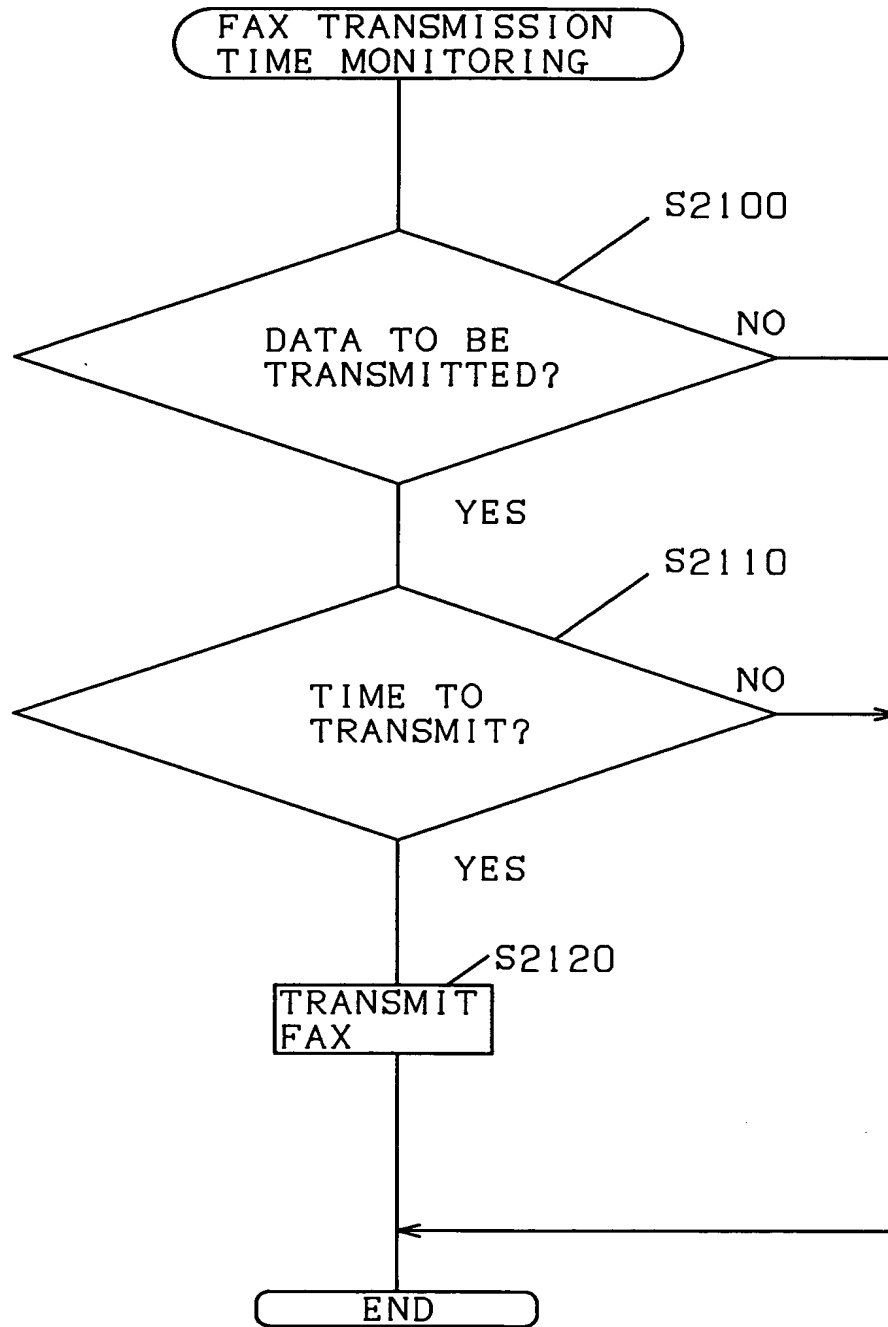 FAX TRANSMISSION
TIME MONITORING
S2100
DATA TO BE
TRANSMITTED?
NO
YES
S2110
TIME TO
TRANSMIT?
NO
YES
S2120
TRANSMIT
FAX
END